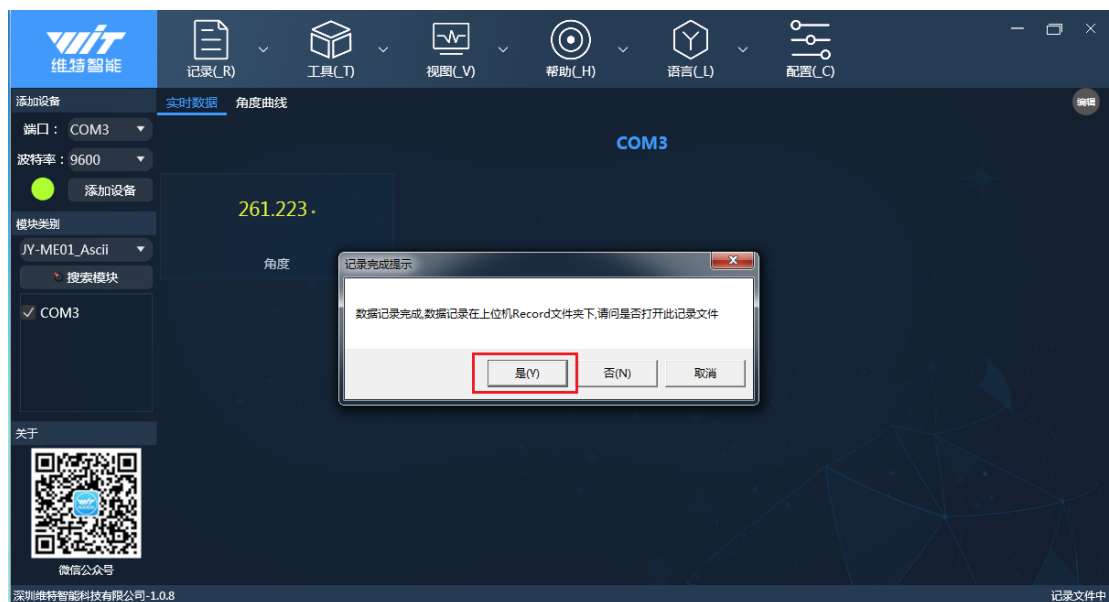 WIT
维特智能
记录(_R)
工具(_T)
视图(_V)
帮助(_H)
语言(_L)
配置(_C)
添加设备
端口： COM3
波特率：9600
添加设备
模块类别
JY-ME01_Ascii
搜索模块
COM3
关于
微信公众号
实时数据 角度曲线
编辑
COM3
261.223°
角度
记录完成提示
数据记录完成,数据记录在上位机Record文件夹下,请问是否打开此记录文件
是(Y) 否(N) 取消
深圳维特智能科技有限公司-1.0.8
记录文件中